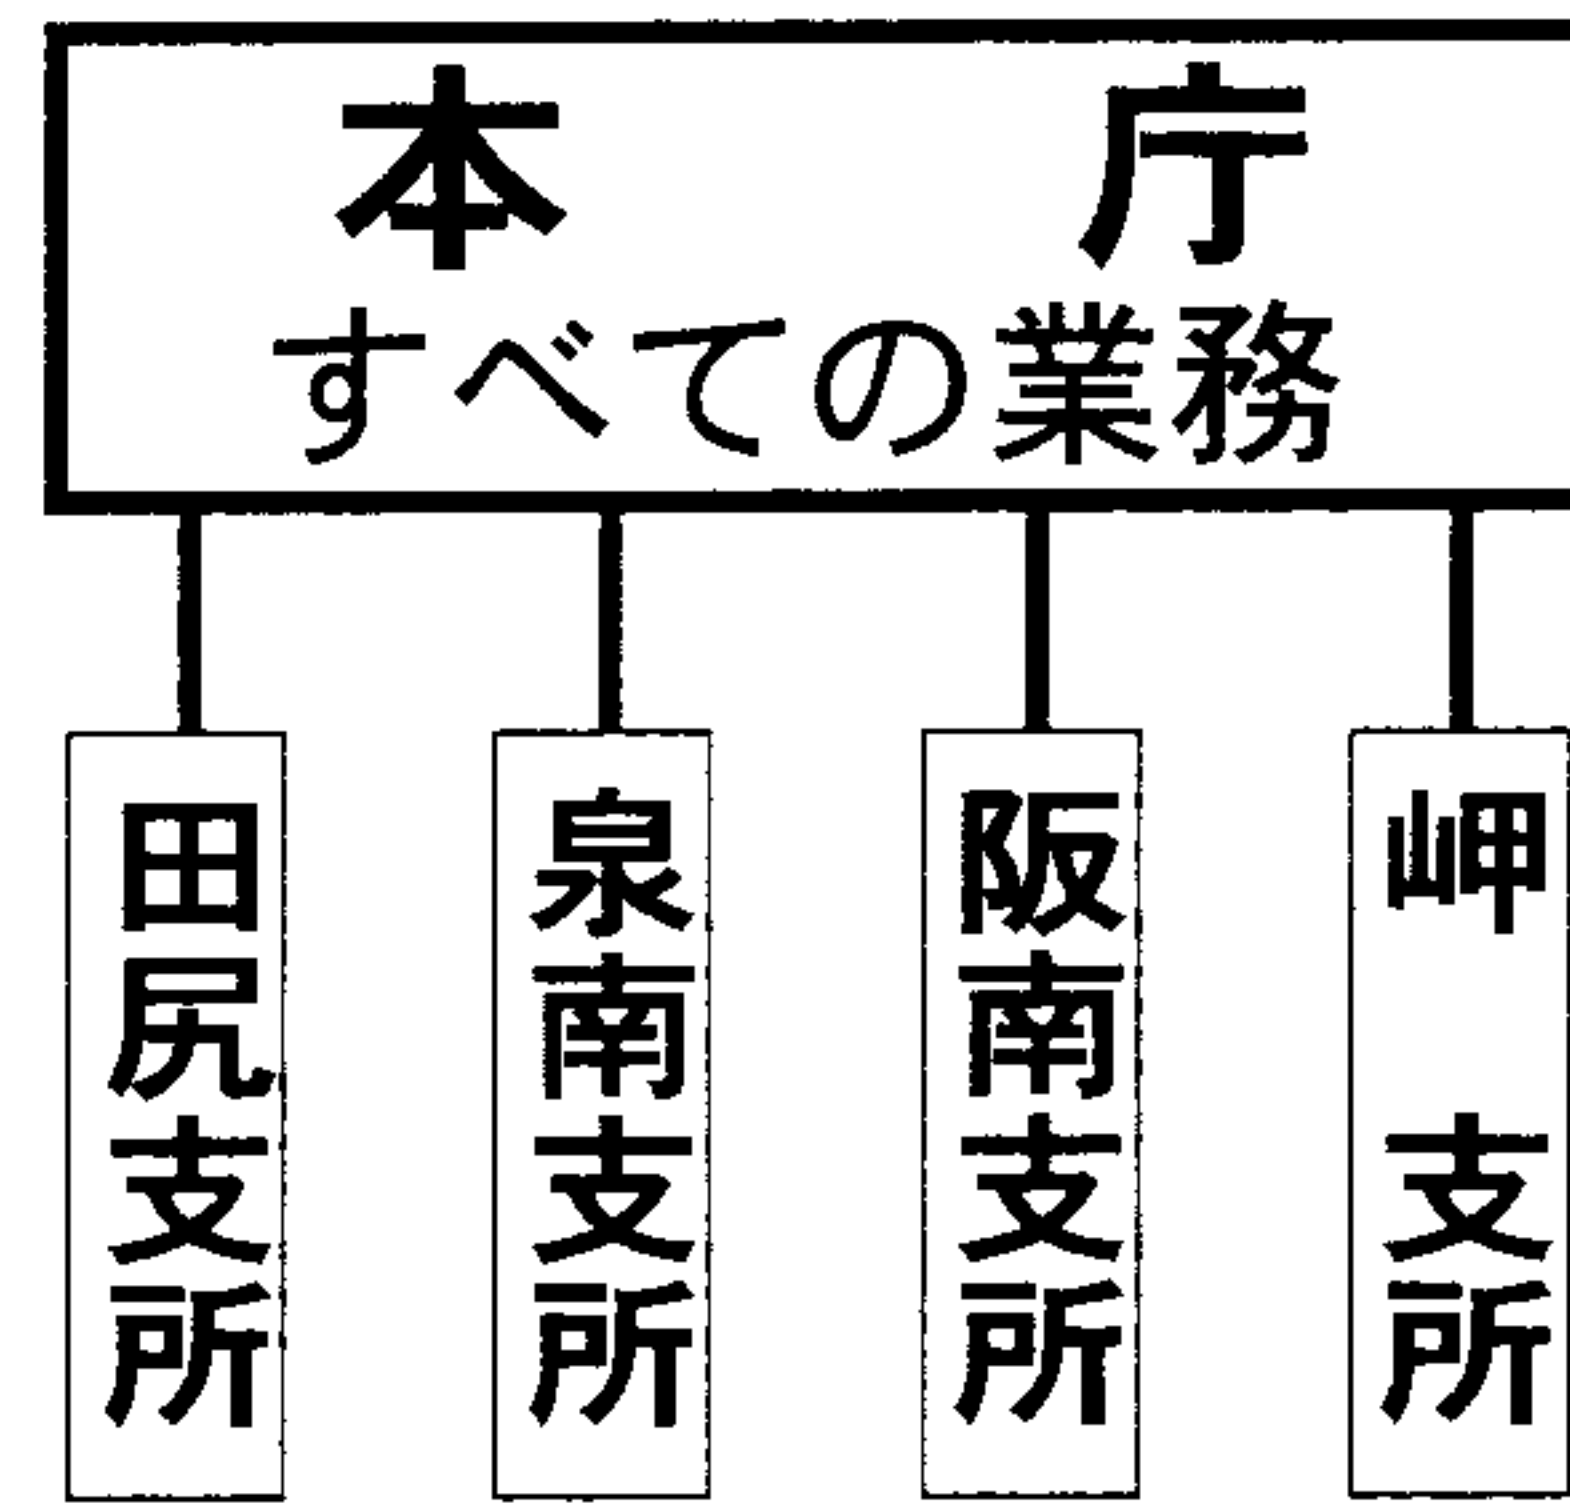 本　庁
すべての業務
田尻支所
泉南支所
阪南支所
岬　支所